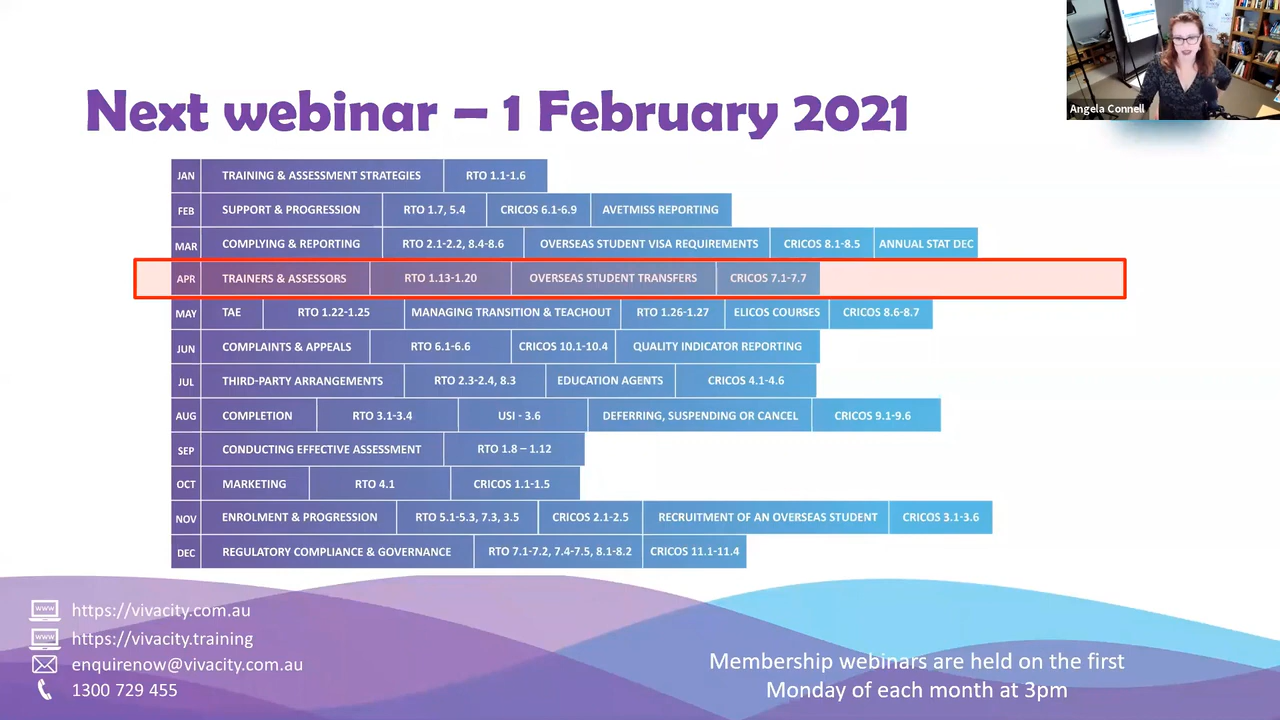 Angela Connell
Next webinar – 1 February 2021
JAN TRAINING & ASSESSMENT STRATEGIES RTO 1.1-1.6
FEB SUPPORT & PROGRESSION RTO 1.7, 5.4 CRICOS 6.1-6.9 AVETMISS REPORTING
MAR COMPLYING & REPORTING RTO 2.1-2.2, 8.4-8.6 OVERSEAS STUDENT VISA REQUIREMENTS CRICOS 8.1-8.5 ANNUAL STAT DEC
APR TRAINERS & ASSESSORS RTO 1.13-1.20 OVERSEAS STUDENT TRANSFERS CRICOS 7.1-7.7
MAY TAE RTO 1.22-1.25 MANAGING TRANSITION & TEACHOUT RTO 1.26-1.27 ELICOS COURSES CRICOS 8.6-8.7
JUN COMPLAINTS & APPEALS RTO 6.1-6.6 CRICOS 10.1-10.4 QUALITY INDICATOR REPORTING
JUL THIRD-PARTY ARRANGEMENTS RTO 2.3-2.4, 8.3 EDUCATION AGENTS CRICOS 4.1-4.6
AUG COMPLETION RTO 3.1-3.4 USI - 3.6 DEFERRING, SUSPENDING OR CANCEL CRICOS 9.1-9.6
SEP CONDUCTING EFFECTIVE ASSESSMENT RTO 1.8 – 1.12
OCT MARKETING RTO 4.1 CRICOS 1.1-1.5
NOV ENROLMENT & PROGRESSION RTO 5.1-5.3, 7.3, 3.5 CRICOS 2.1-2.5 RECRUITMENT OF AN OVERSEAS STUDENT CRICOS 3.1-3.6
DEC REGULATORY COMPLIANCE & GOVERNANCE RTO 7.1-7.2, 7.4-7.5, 8.1-8.2 CRICOS 11.1-11.4
www https://vivacity.com.au
www https://vivacity.training
enquirenow@vivacity.com.au
1300 729 455
Membership webinars are held on the first
Monday of each month at 3pm